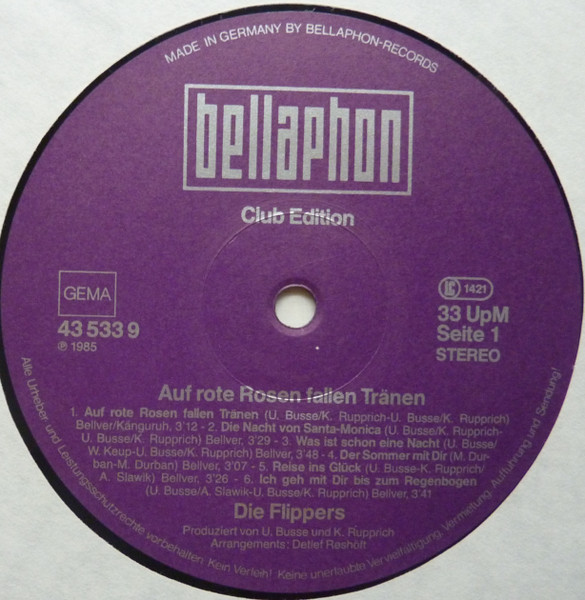 MADE IN GERMANY BY BELLAPHON-RECORDS
bellaphon
Club Edition
GEMA
43 533 9
℗ 1985
LC 1421
33 UpM
Seite 1
STEREO
Auf rote Rosen fallen Tränen
1. Auf rote Rosen fallen Tränen (U. Busse/K. Rupprich-U. Busse/K. Rupprich)
Bellver/Känguruh, 3'12 - 2. Die Nacht von Santa-Monica (U. Busse/K. Rupprich-
U. Busse/K. Rupprich) Bellver, 3'29 - 3. Was ist schon eine Nacht (U. Busse/
W. Keup-U. Busse/K. Rupprich) Bellver, 3'48 - 4. Der Sommer mit Dir (M. Dur-
ban-M. Durban) Bellver, 3'07 - 5. Reise ins Glück (U. Busse-K. Rupprich/
A. Slawik) Bellver, 3'26 - 6. Ich geh mit Dir bis zum Regenbogen
(U. Busse/A. Slawik-U. Busse/K. Rupprich) Bellver, 3'41
Die Flippers
Produziert von U. Busse und K. Rupprich
Arrangements: Detlef Reshöft
Alle Urheber und Leistungsschutzrechte vorbehalten. Kein Verleih! Keine unerlaubte Vervielfältigung, Vermietung, Aufführung und Sendung!